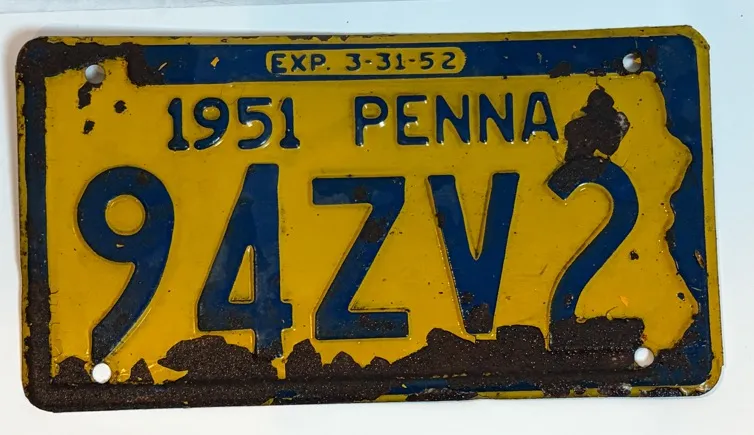 EXP. 3-31-52
1951 PENNA
94ZV2